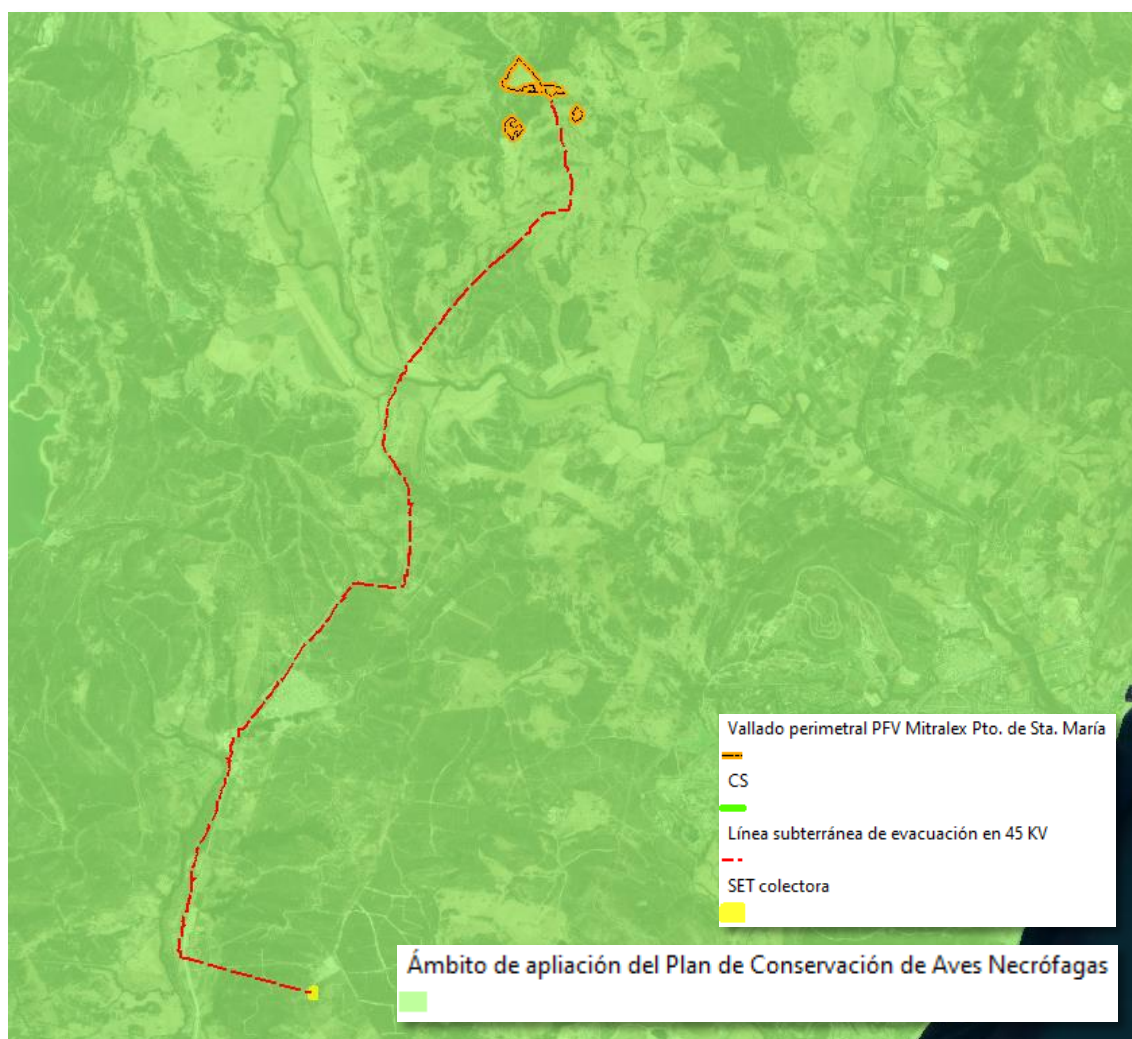 Vallado perimetral PFV Mitralex Pto. de Sta. María
CS
Línea subterránea de evacuación en 45 KV
SET colectora
Ámbito de apliación del Plan de Conservación de Aves Necrófagas